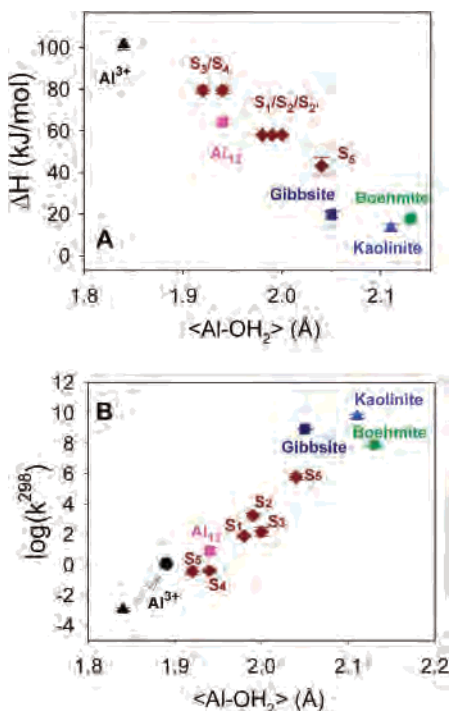 100
80
60
40
20
0
ΔH (kJ/mol)
Al3+
S3/S4
S1/S2/S2'
Al12
S5
Gibbsite
Boehmite
Kaolinite
A
1.8 1.9 2.0 2.1
<Al-OH2> (Å)
12
10
8
6
4
2
0
-2
-4
log(k298)
B
Kaolinite
Gibbsite
Boehmite
S5
S2
S1
S3
Al12
S5
S4
Al3+
1.8 1.9 2.0 2.1 2.2
<Al-OH2> (Å)